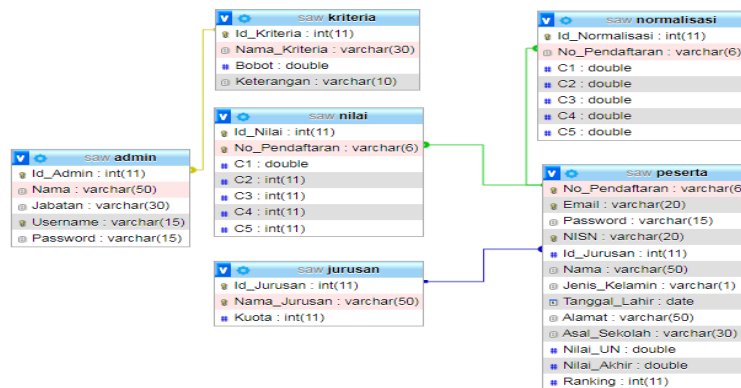 saw kriteria
Id_Kriteria : int(11)
Nama_Kriteria : varchar(30)
Bobot : double
Keterangan : varchar(10)
saw normalisasi
Id_Normalisasi : int(11)
No_Pendaftaran : varchar(6)
C1 : double
C2 : double
C3 : double
C4 : double
C5 : double
saw nilai
Id_Nilai : int(11)
No_Pendaftaran : varchar(6)
C1 : double
C2 : int(11)
C3 : int(11)
C4 : int(11)
C5 : int(11)
saw admin
Id_Admin : int(11)
Nama : varchar(50)
Jabatan : varchar(30)
Username : varchar(15)
Password : varchar(15)
saw peserta
No_Pendaftaran : varchar(6
Email : varchar(20)
Password : varchar(15)
NISN : varchar(20)
Id_Jurusan : int(11)
Nama : varchar(50)
Jenis_Kelamin : varchar(1)
Tanggal_Lahir : date
Alamat : varchar(50)
Asal_Sekolah : varchar(30)
Nilai_UN : double
Nilai_Akhir : double
Ranking : int(11)
saw jurusan
Id_Jurusan : int(11)
Nama_Jurusan : varchar(50)
Kuota : int(11)